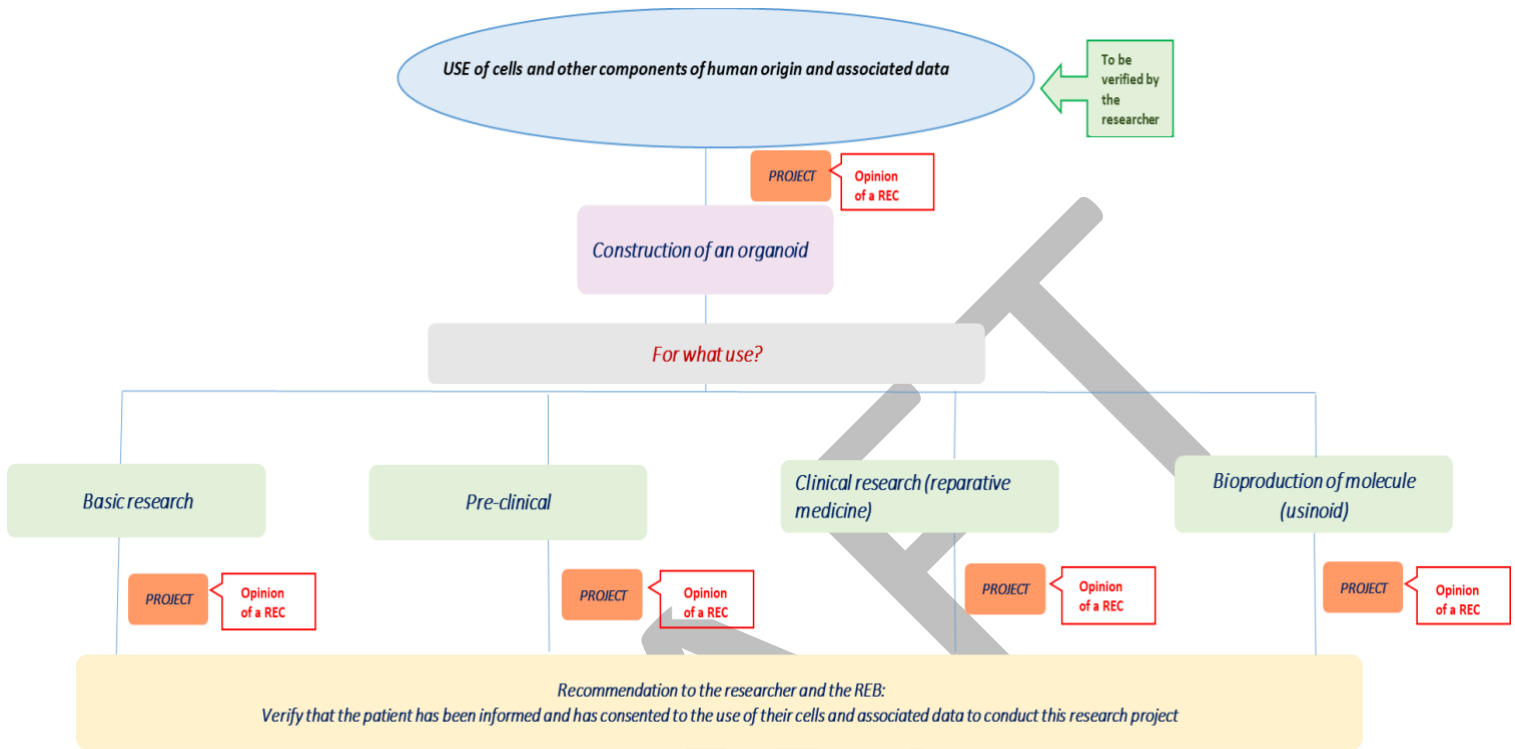 USE of cells and other components of human origin and associated data
To be
verified by
the
researcher
PROJECT
Opinion
of a REC
Construction of an organoid
For what use?
Basic research
Pre-clinical
Clinical research (reparative
medicine)
Bioproduction of molecule
(usinoid)
PROJECT
Opinion
of a REC
PROJECT
Opinion
of a REC
PROJECT
Opinion
of a REC
PROJECT
Opinion
of a REC
Recommendation to the researcher and the REB:
Verify that the patient has been informed and has consented to the use of their cells and associated data to conduct this research project